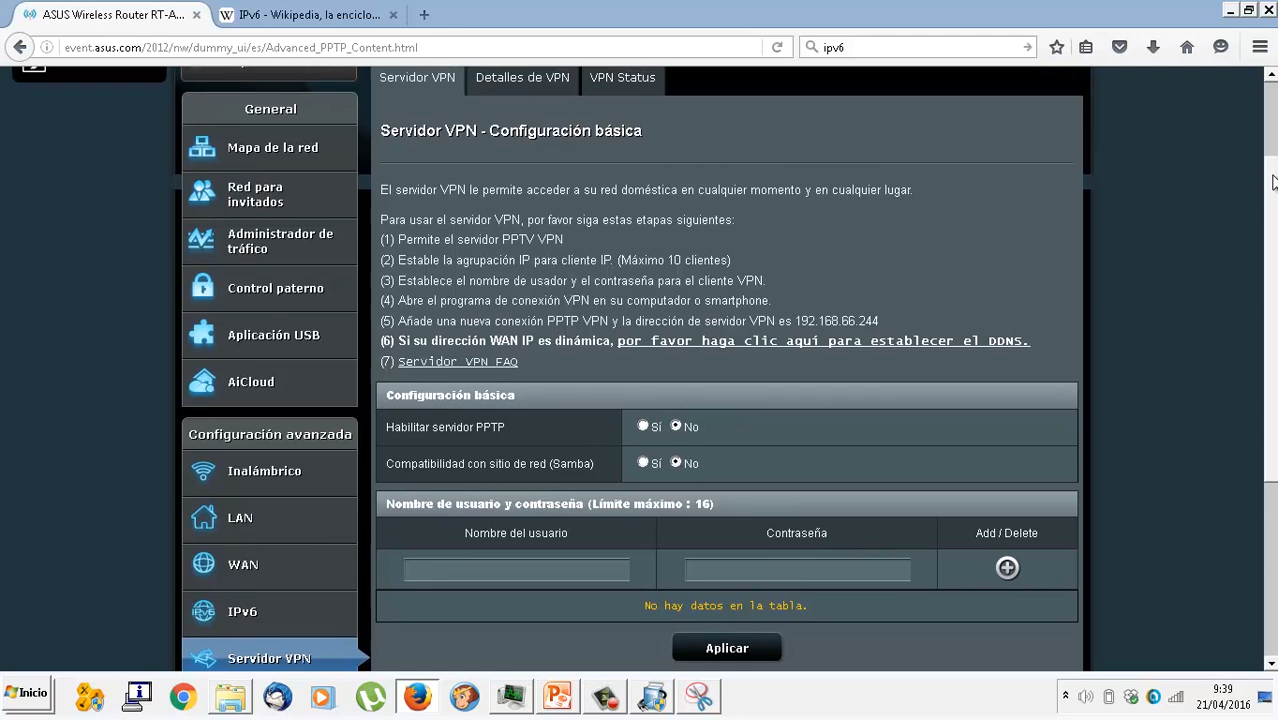 ASUS Wireless Router RT-A...
IPv6 - Wikipedia, la enciclo...
event.asus.com/2012/nw/dummy_ui/es/Advanced_PPTP_Content.html
ipv6
Servidor VPN
Detalles de VPN
VPN Status
General
Mapa de la red
Red para
invitados
Administrador de
tráfico
Control paterno
Aplicación USB
AiCloud
Configuración avanzada
Inalámbrico
LAN
WAN
IPv6
IPv6
Servidor VPN
Servidor VPN - Configuración básica
El servidor VPN le permite acceder a su red doméstica en cualquier momento y en cualquier lugar.
Para usar el servidor VPN, por favor siga estas etapas siguientes:
(1) Permite el servidor PPTV VPN
(2) Estable la agrupación IP para cliente IP. (Máximo 10 clientes)
(3) Establece el nombre de usador y el contraseña para el cliente VPN.
(4) Abre el programa de conexión VPN en su computador o smartphone.
(5) Añade una nueva conexión PPTP VPN y la dirección de servidor VPN es 192.168.66.244
(6) Si su dirección WAN IP es dinámica, por favor haga clic aquí para establecer el DDNS.
(7) Servidor VPN FAQ
Configuración básica
Habilitar servidor PPTP Sí No
Compatibilidad con sitio de red (Samba) Sí No
Nombre de usuario y contraseña (Límite máximo : 16)
Nombre del usuario Contraseña Add / Delete
No hay datos en la tabla.
Aplicar
Inicio
9:39
21/04/2016